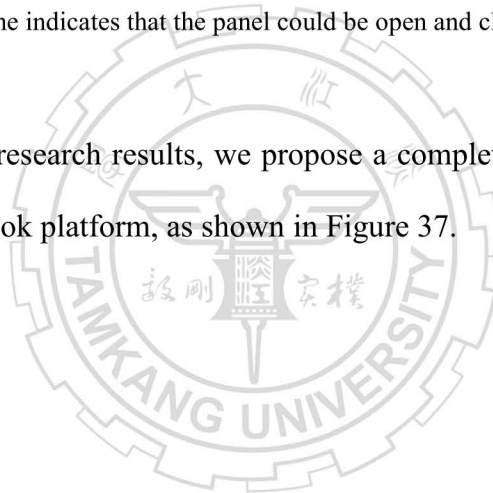 ne indicates that the panel could be open and cl
research results, we propose a complet
ok platform, as shown in Figure 37.
TAMKANG UNIVERSITY